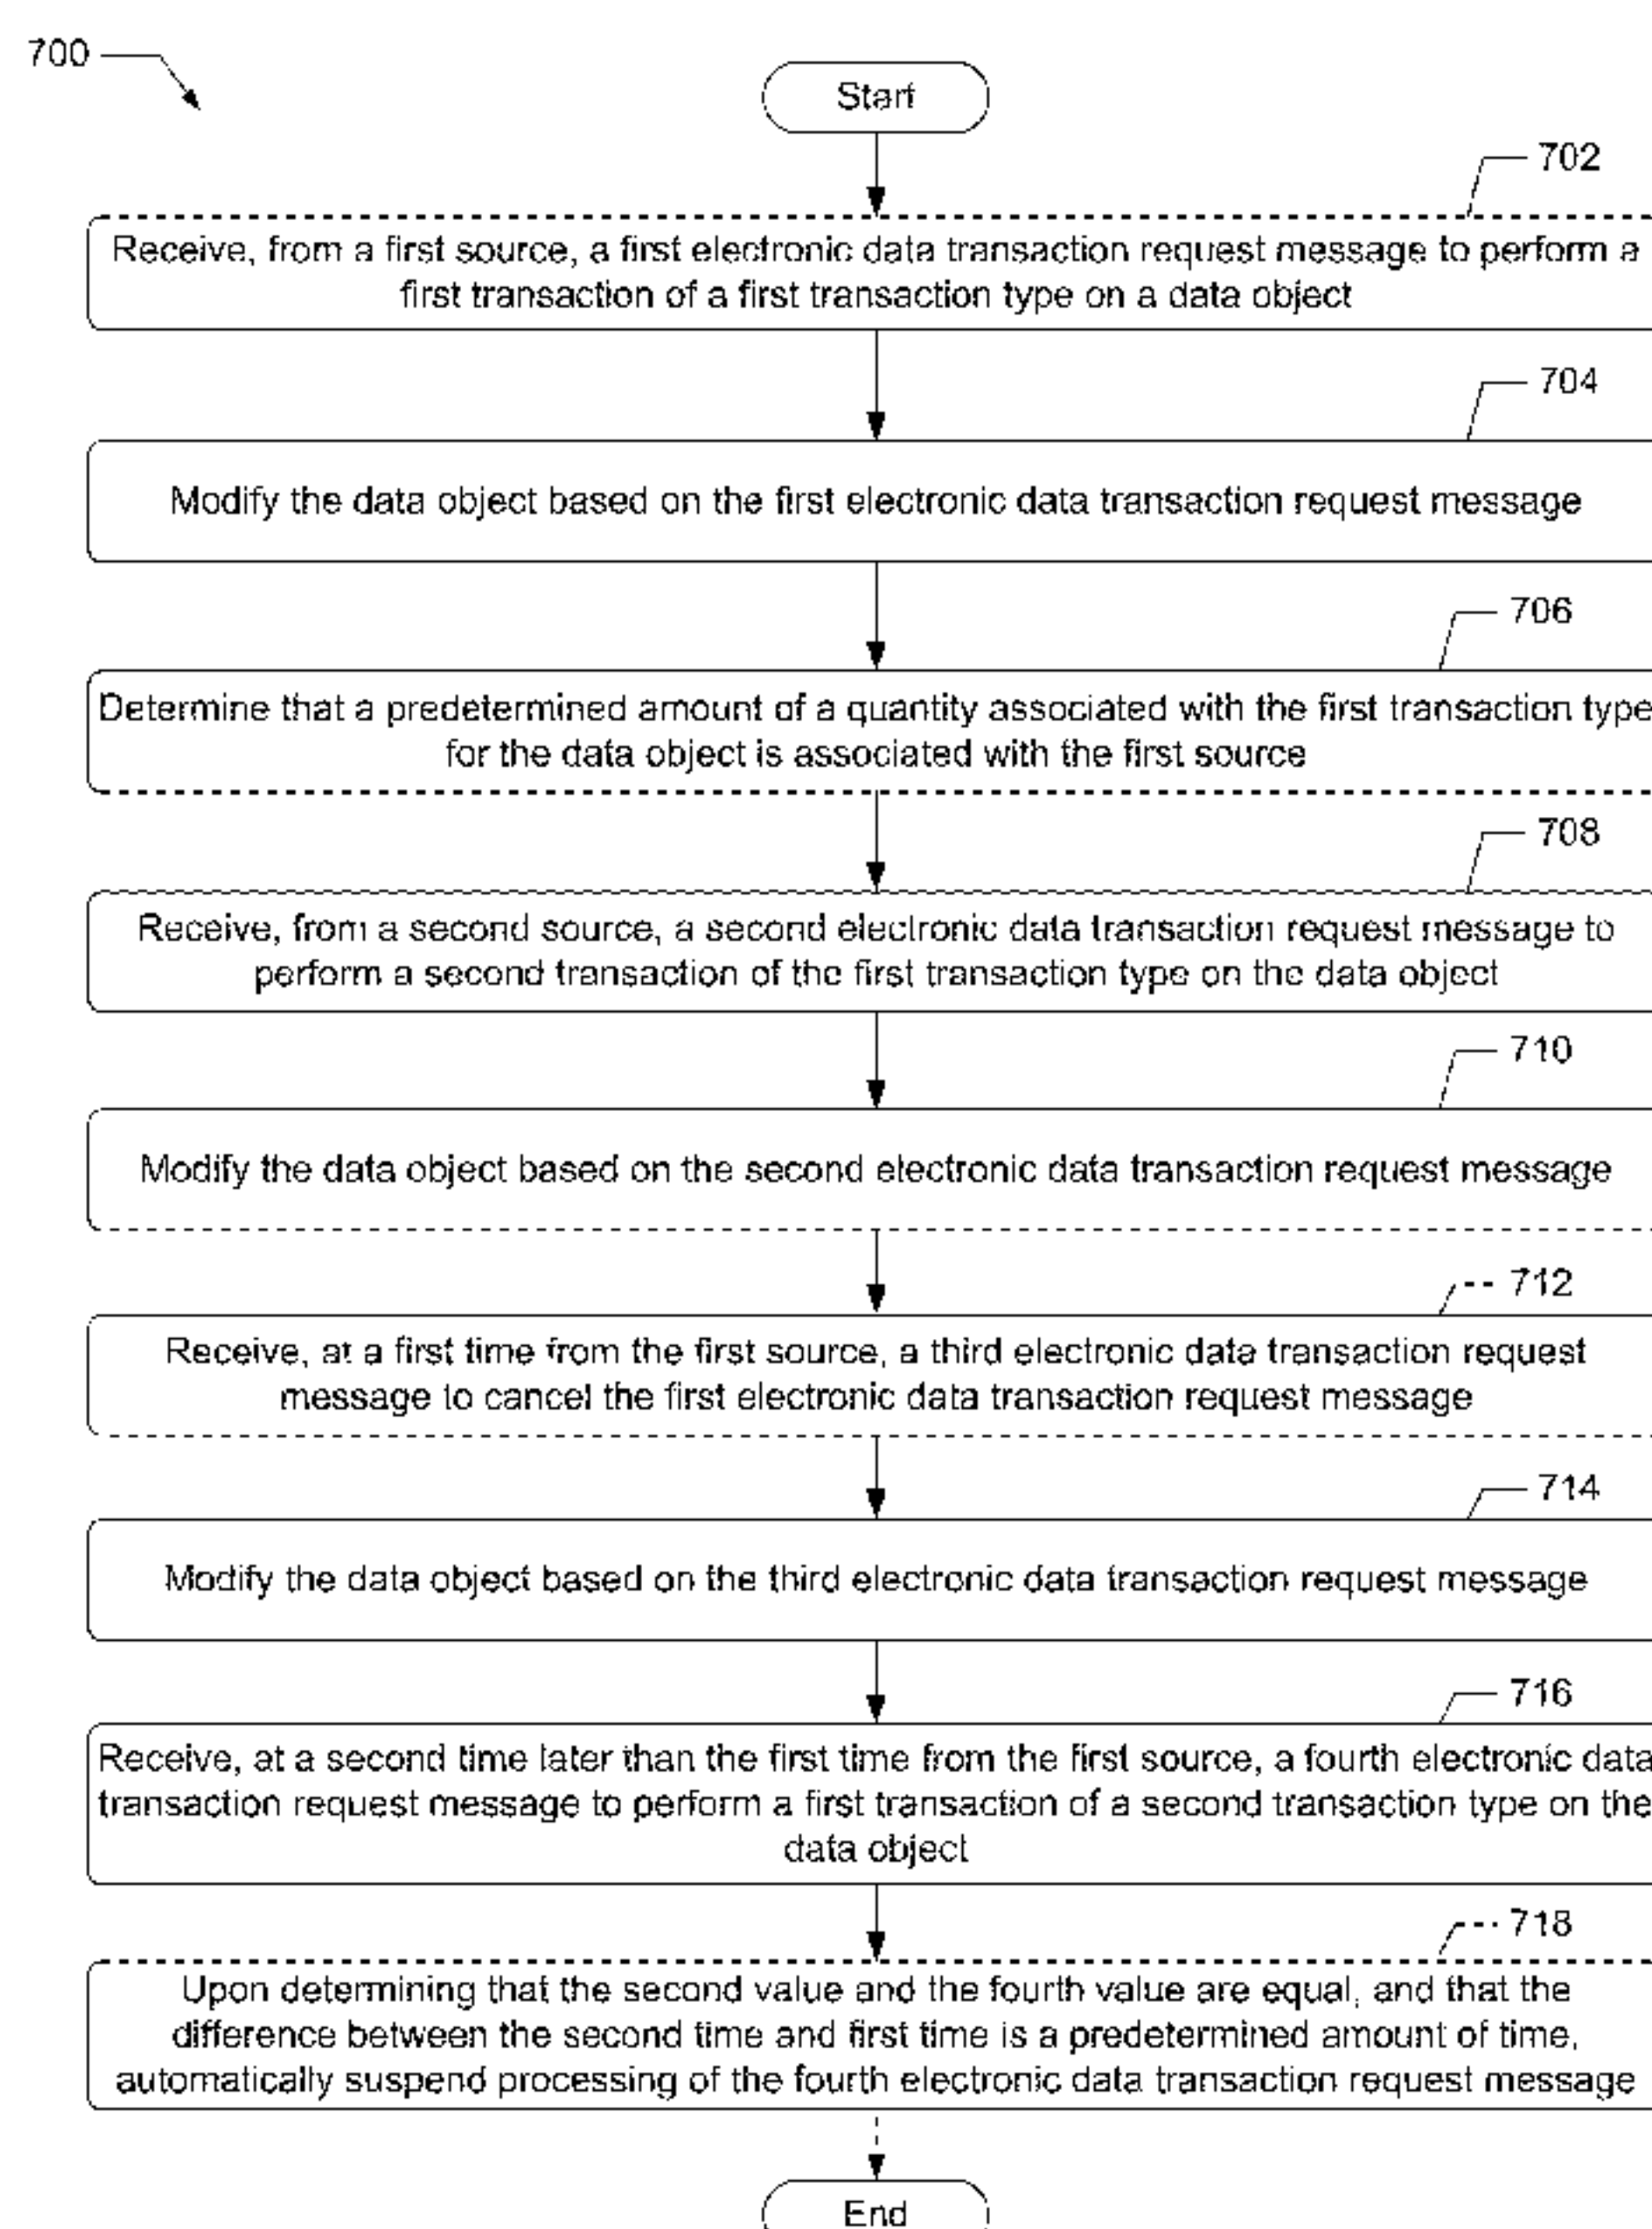 700
Start
702
Receive, from a first source, a first electronic data transaction request message to perform a
first transaction of a first transaction type on a data object
704
Modify the data object based on the first electronic data transaction request message
706
Determine that a predetermined amount of a quantity associated with the first transaction type
for the data object is associated with the first source
708
Receive, from a second source, a second electronic data transaction request message to
perform a second transaction of the first transaction type on the data object
710
Modify the data object based on the second electronic data transaction request message
712
Receive, at a first time from the first source, a third electronic data transaction request
message to cancel the first electronic data transaction request message
714
Modify the data object based on the third electronic data transaction request message
716
Receive, at a second time later than the first time from the first source, a fourth electronic data
transaction request message to perform a first transaction of a second transaction type on the
data object
718
Upon determining that the second value and the fourth value are equal, and that the
difference between the second time and first time is a predetermined amount of time,
automatically suspend processing of the fourth electronic data transaction request message
End